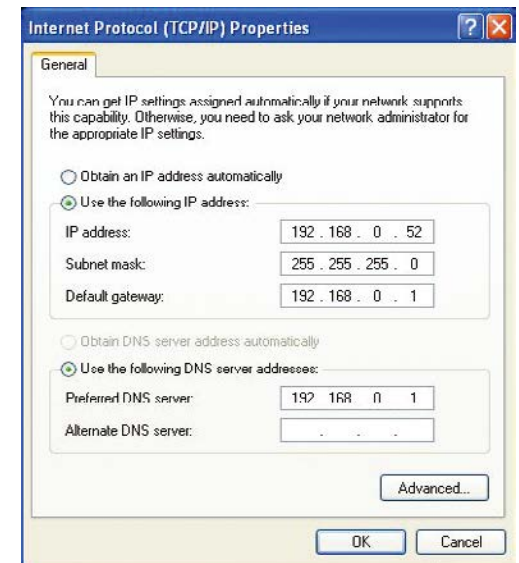 Internet Protocol (TCP/IP) Properties
General
You can get IP settings assigned automatically if your network supports
this capability. Otherwise, you need to ask your network administrator for
the appropriate IP settings.
Obtain an IP address automatically
Use the following IP address:
IP address: 192 . 168 . 0 . 52
Subnet mask: 255 . 255 . 255 . 0
Default gateway: 192 . 168 . 0 . 1
Obtain DNS server address automatically
Use the following DNS server addresses:
Preferred DNS server: 192 168 0 1
Alternate DNS server: . . .
Advanced...
OK Cancel